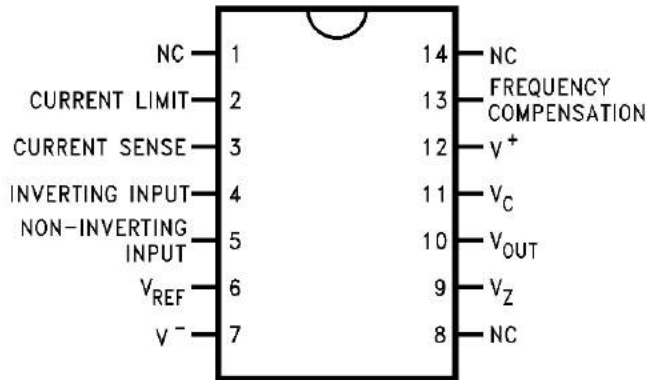 NC 1 14 NC
CURRENT LIMIT 2 13 FREQUENCY
COMPENSATION
CURRENT SENSE 3 12 V+
INVERTING INPUT 4 11 VC
NON-INVERTING
INPUT 5 10 VOUT
VREF 6 9 VZ
V- 7 8 NC